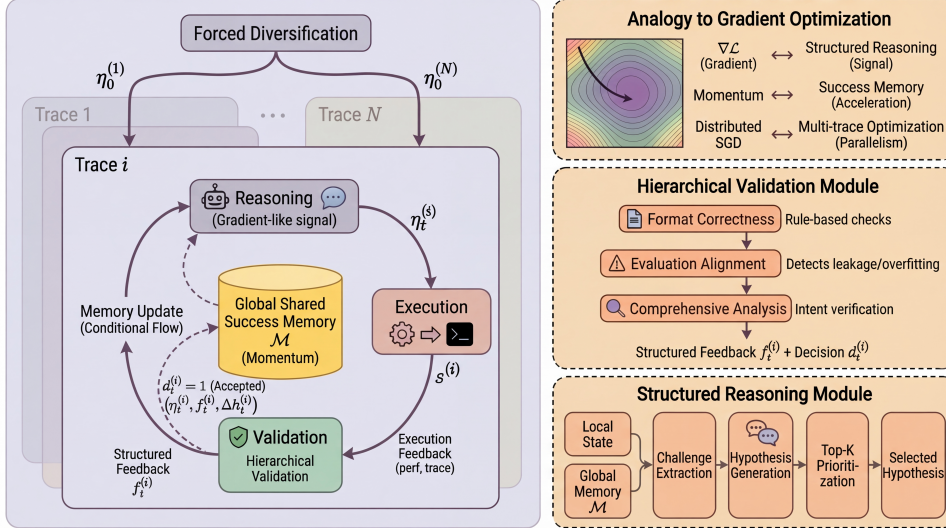 Forced Diversification
η₀⁽¹⁾
η₀⁽ᴺ⁾
Trace 1
...
Trace N
Trace i
Reasoning
(Gradient-like signal)
ηₜ⁽ⁱ⁾
Memory Update
(Conditional Flow)
Global Shared
Success Memory
ℳ
(Momentum)
Execution
s⁽ⁱ⁾
dₜ⁽ⁱ⁾ = 1 (Accepted)
(ηₜ⁽ⁱ⁾, fₜ⁽ⁱ⁾, Δhₜ⁽ⁱ⁾)
Validation
Hierarchical
Validation
Structured
Feedback
fₜ⁽ⁱ⁾
Execution
Feedback
(perf, trace)
Analogy to Gradient Optimization
∇ℒ ↔ Structured Reasoning
(Gradient) (Signal)
Momentum ↔ Success Memory
(Acceleration)
Distributed ↔ Multi-trace Optimization
SGD (Parallelism)
Hierarchical Validation Module
Format Correctness Rule-based checks
Evaluation Alignment Detects leakage/overfitting
Comprehensive Analysis Intent verification
Structured Feedback fₜ⁽ⁱ⁾ + Decision dₜ⁽ⁱ⁾
Structured Reasoning Module
Local
State
Global
Memory ℳ
Challenge
Extraction
Hypothesis
Generation
Top-K
Prioriti-
zation
Selected
Hypothesis